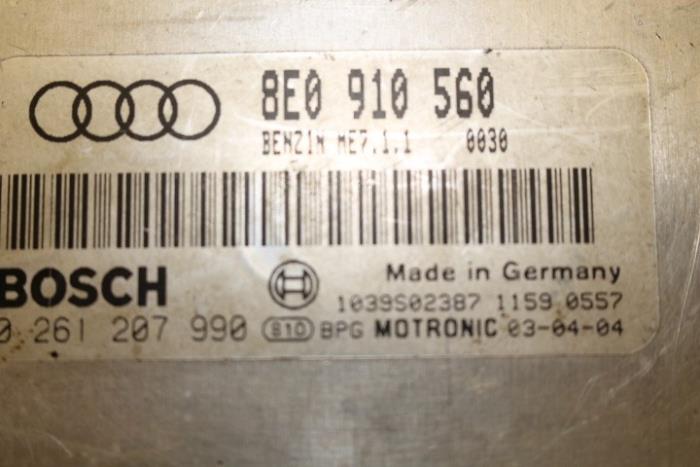 8E0 910 560
BENZIN ME7.1.1 0030
BOSCH
Made in Germany
1039S02387 1159 0557
0 261 207 990 810 BPG MOTRONIC 03-04-04